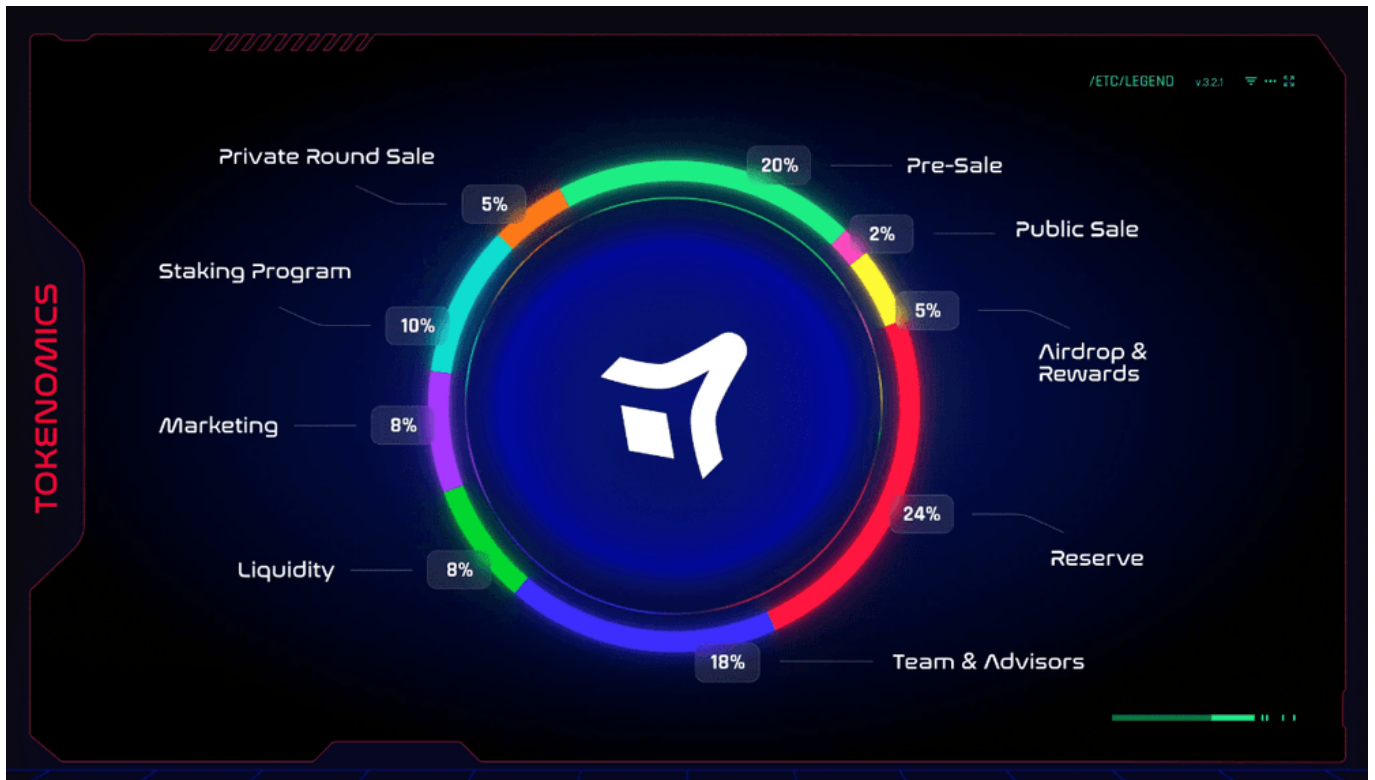 /ETC/LEGEND v.3.2.1
TOKENOMICS
Private Round Sale
5%
20%
Pre-Sale
2%
Public Sale
Staking Program
10%
5%
Airdrop &
Rewards
Marketing
8%
24%
Reserve
Liquidity
8%
18%
Team & Advisors